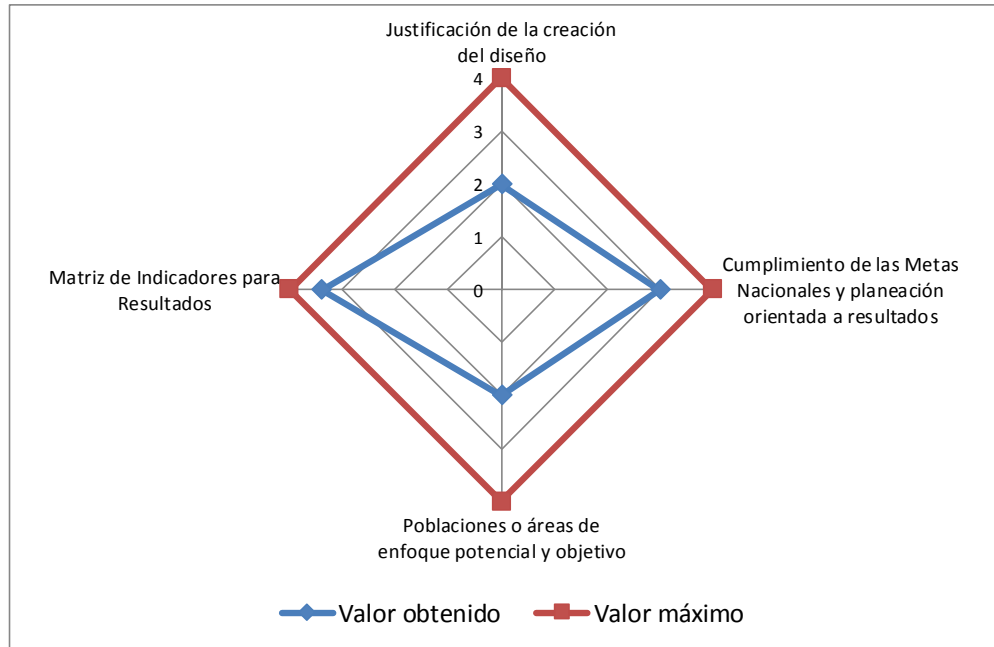 Justificación de la creación
del diseño
4
3
2
1
0
Matriz de Indicadores para
Resultados
Cumplimiento de las Metas
Nacionales y planeación
orientada a resultados
Poblaciones o áreas de
enfoque potencial y objetivo
Valor obtenido
Valor máximo